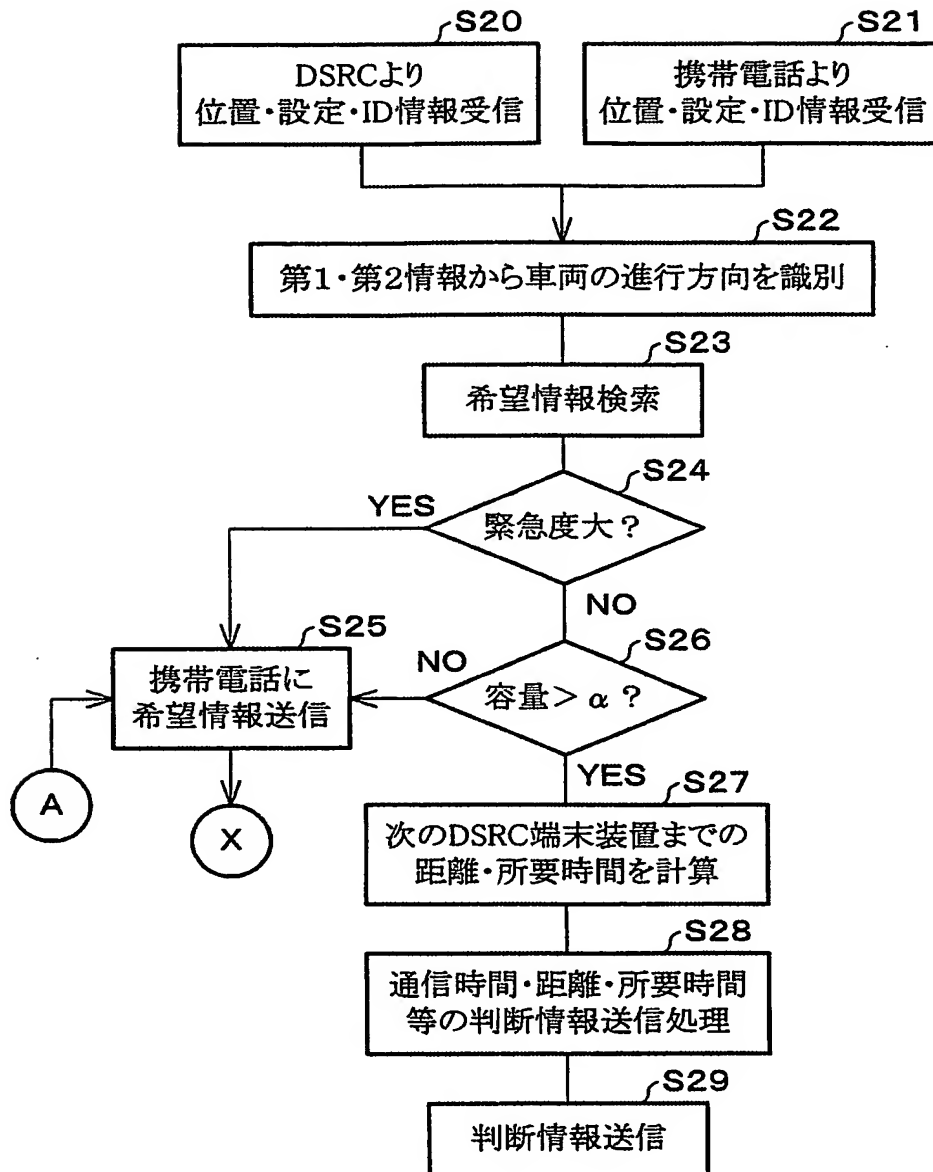 S20
DSRCより
位置・設定・ID情報受信
S21
携帯電話より
位置・設定・ID情報受信
S22
第1・第2情報から車両の進行方向を識別
S23
希望情報検索
S24
緊急度大?
YES
NO
S25
携帯電話に
希望情報送信
S26
容量>α?
NO
YES
A
X
S27
次のDSRC端末装置までの
距離・所要時間を計算
S28
通信時間・距離・所要時間
等の判断情報送信処理
S29
判断情報送信